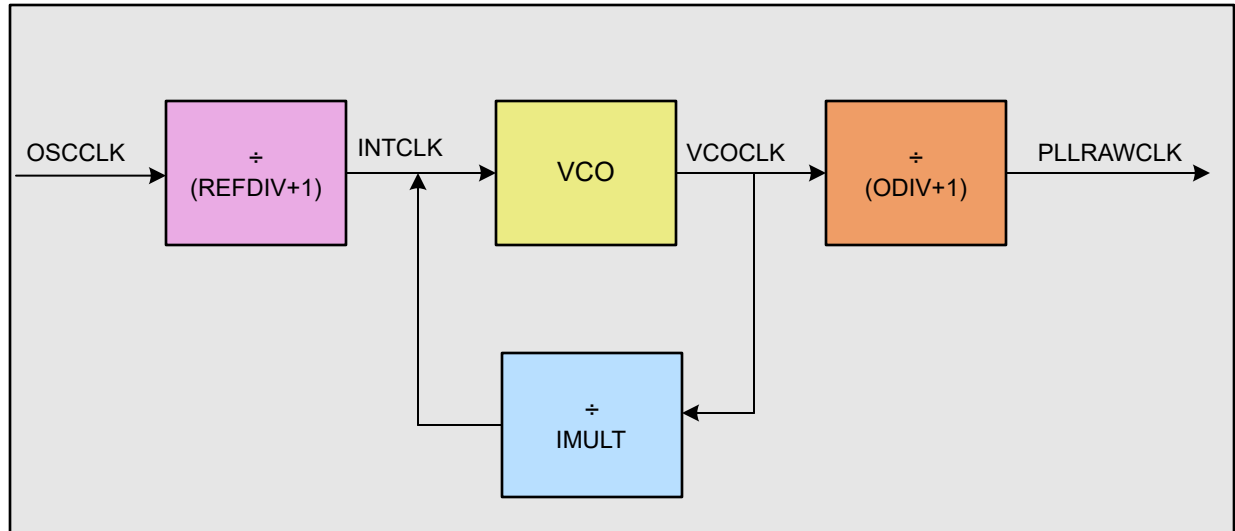 OSCCLK
÷
(REFDIV+1)
INTCLK
VCO
VCOCLK
÷
(ODIV+1)
PLLRAWCLK
÷
IMULT